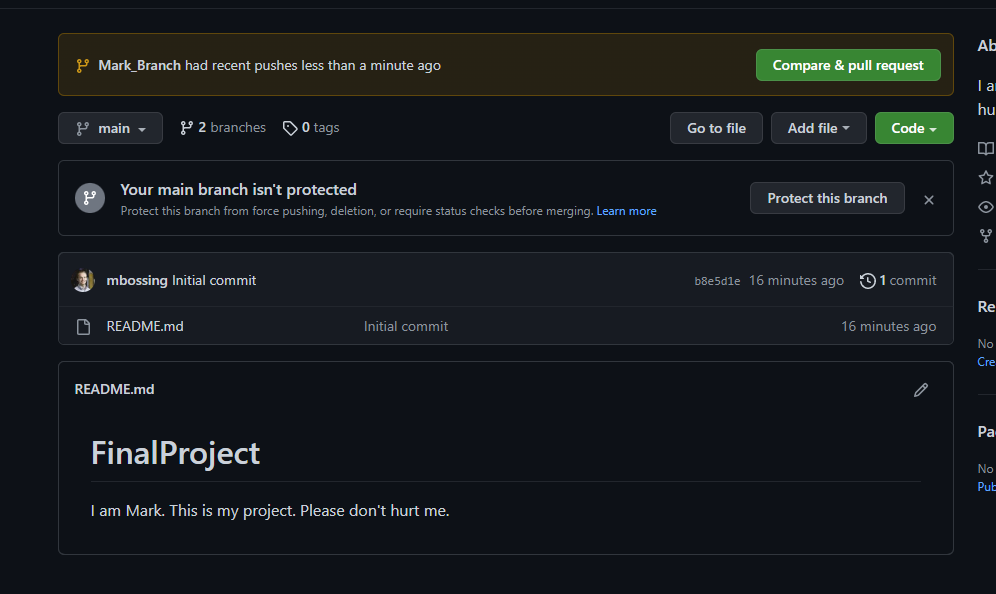 Mark_Branch had recent pushes less than a minute ago
Compare & pull request
main
2 branches
0 tags
Go to file
Add file
Code
Your main branch isn't protected
Protect this branch from force pushing, deletion, or require status checks before merging. Learn more
Protect this branch
mbossing Initial commit
b8e5d1e 16 minutes ago
1 commit
README.md
Initial commit
16 minutes ago
README.md
FinalProject
I am Mark. This is my project. Please don't hurt me.
Ab
I a
hu
Re
No
Cre
Pa
No
Pub